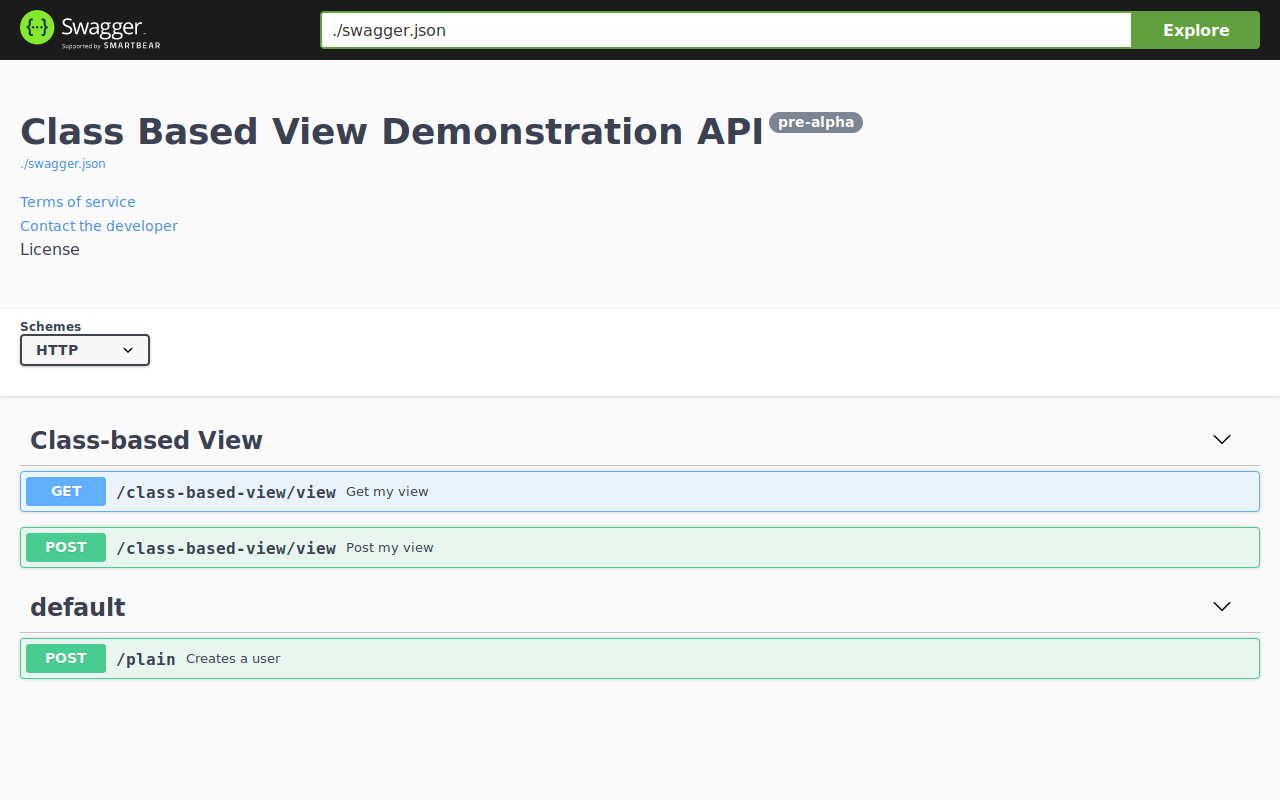 Swagger
Supported by SMARTBEAR
./swagger.json
Explore
Class Based View Demonstration API pre-alpha
./swagger.json
Terms of service
Contact the developer
License
Schemes
HTTP
Class-based View
GET /class-based-view/view Get my view
POST /class-based-view/view Post my view
default
POST /plain Creates a user